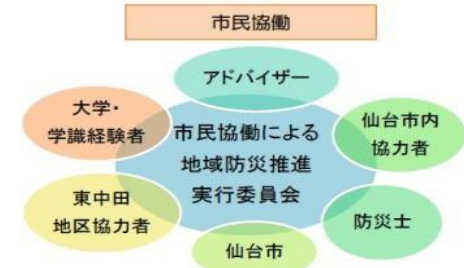 市民協働
アドバイザー
大学・
学識経験者
市民協働による
地域防災推進
実行委員会
仙台市内
協力者
東中田
地区協力者
防災士
仙台市